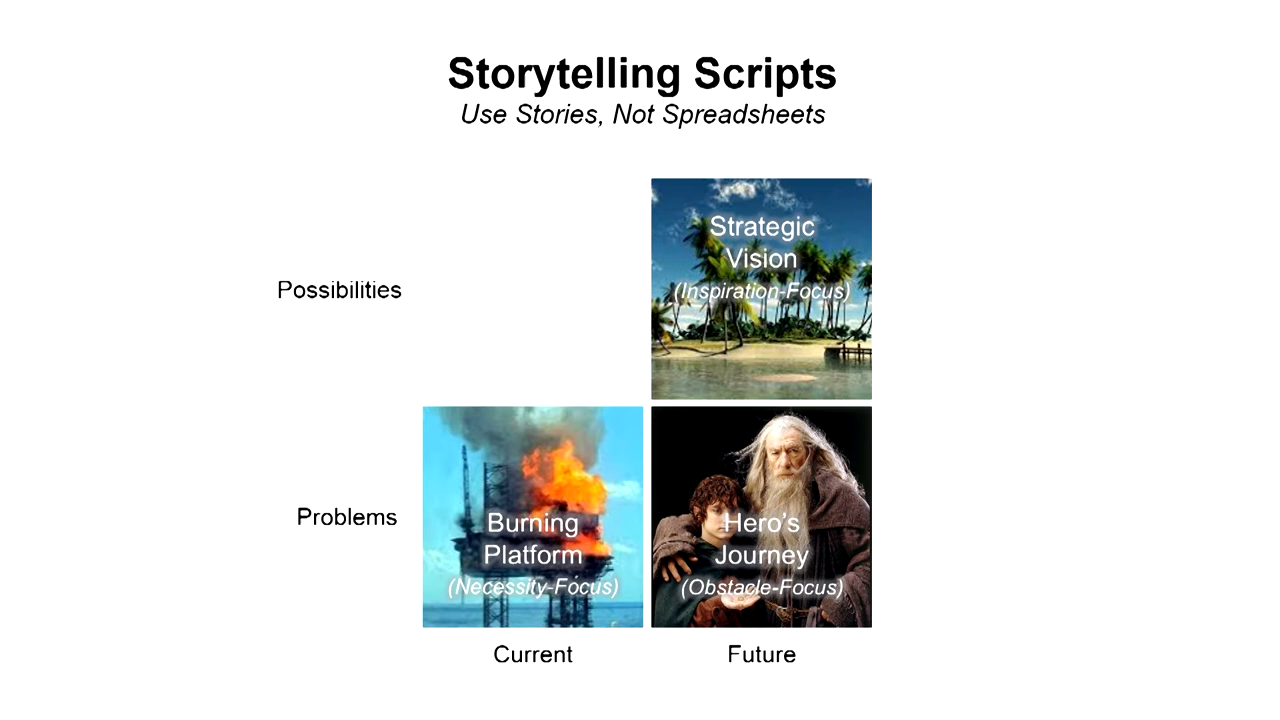 Storytelling Scripts
Use Stories, Not Spreadsheets
Possibilities
Strategic
Vision
(Inspiration-Focus)
Problems
Burning
Platform
(Necessity-Focus)
Hero's
Journey
(Obstacle-Focus)
Current
Future